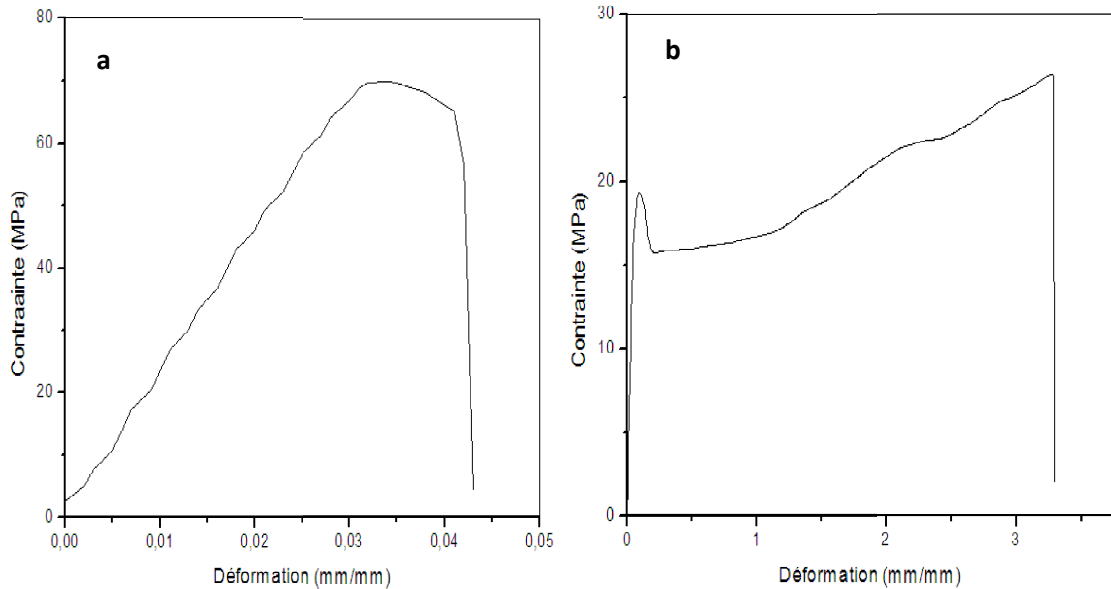 a
80
60
40
20
0
0,00 0,01 0,02 0,03 0,04 0,05
Contraainte (MPa)
Déformation (mm/mm)
b
30
20
10
0
0 1 2 3
Contrainte (MPa)
Déformation (mm/mm)